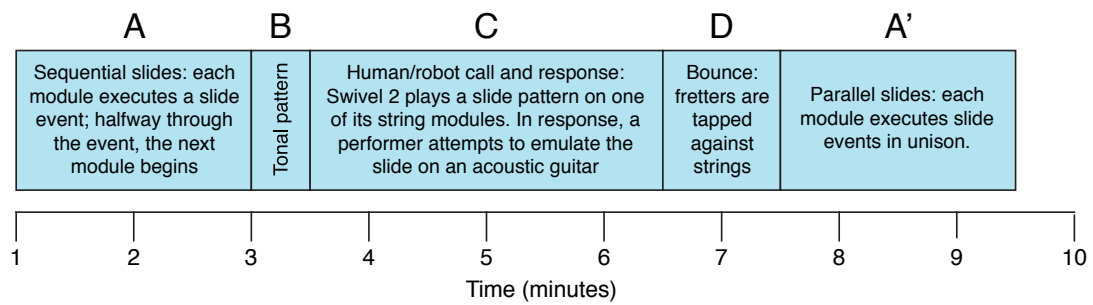 A
B
C
D
A'
Sequential slides: each
module executes a slide
event; halfway through
the event, the next
module begins
Tonal pattern
Human/robot call and response:
Swivel 2 plays a slide pattern on one
of its string modules. In response, a
performer attempts to emulate the
slide on an acoustic guitar
Bounce:
fretters are
tapped
against
strings
Parallel slides: each
module executes slide
events in unison.
1
2
3
4
5
6
7
8
9
10
Time (minutes)